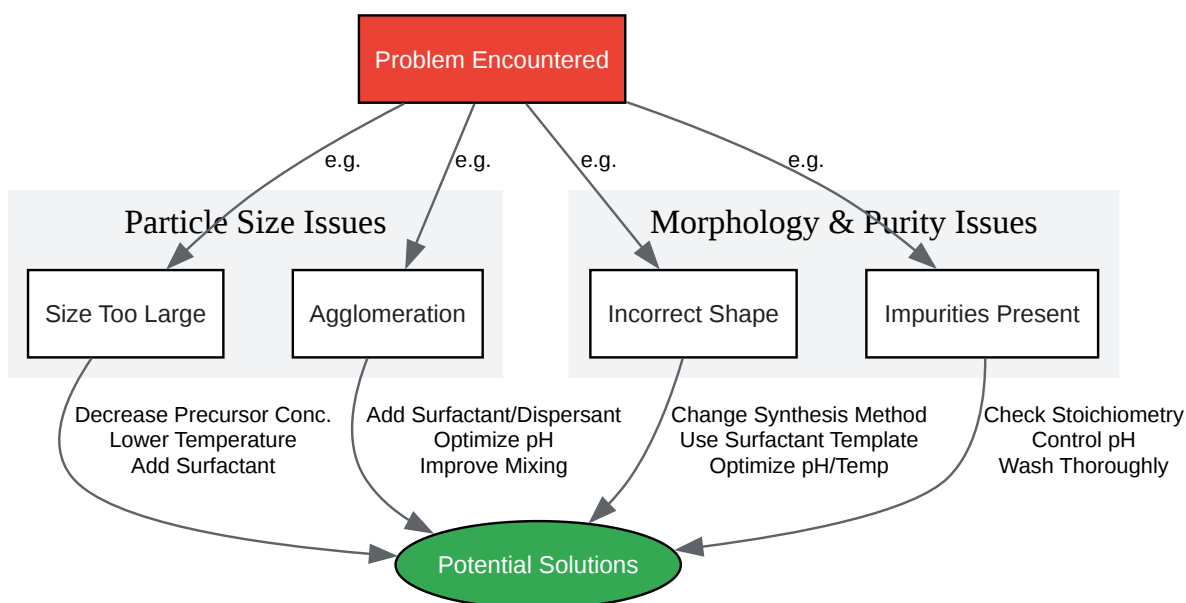 Problem Encountered
e.g.
e.g.
e.g.
e.g.
Particle Size Issues
Morphology & Purity Issues
Size Too Large
Agglomeration
Incorrect Shape
Impurities Present
Decrease Precursor Conc.
Lower Temperature
Add Surfactant
Add Surfactant/Dispersant
Optimize pH
Improve Mixing
Change Synthesis Method
Use Surfactant Template
Optimize pH/Temp
Check Stoichiometry
Control pH
Wash Thoroughly
Potential Solutions